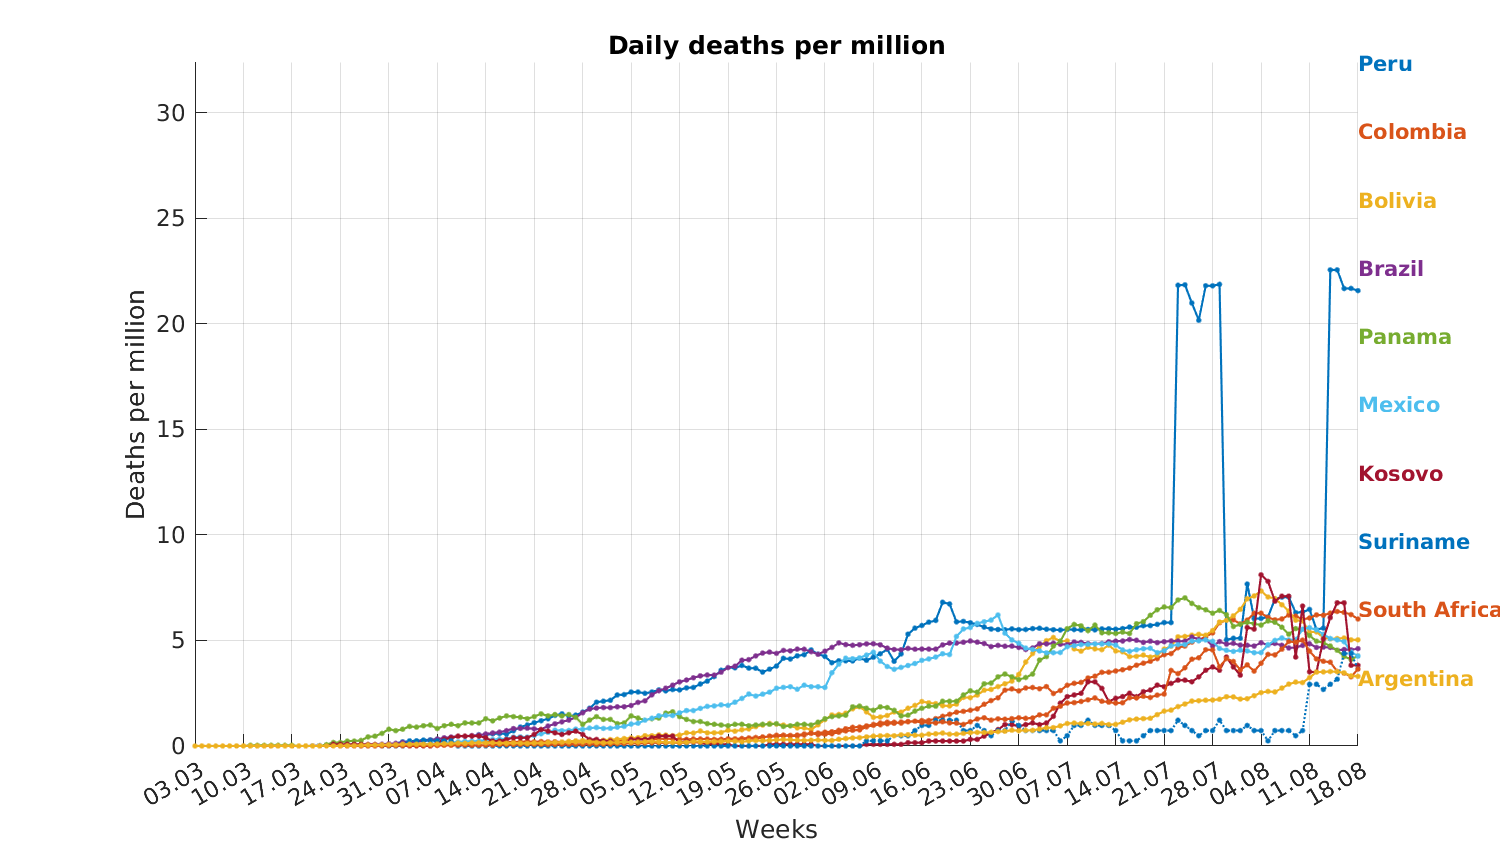 Daily deaths per million
Peru
Colombia
Bolivia
Brazil
Panama
Mexico
Kosovo
Suriname
South Africa
Argentina
30
25
20
15
10
5
0
Deaths per million
03.03
10.03
17.03
24.03
31.03
07.04
14.04
21.04
28.04
05.05
12.05
19.05
26.05
02.06
09.06
16.06
23.06
30.06
07.07
14.07
21.07
28.07
04.08
11.08
18.08
Weeks